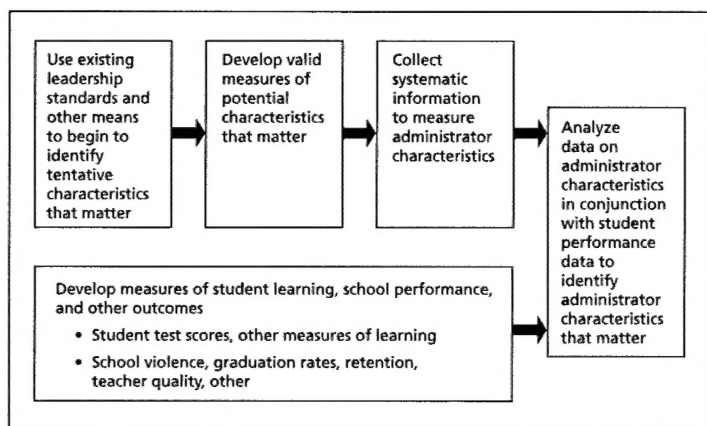 Use existing
leadership
standards and
other means
to begin to
identify
tentative
characteristics
that matter
Develop valid
measures of
potential
characteristics
that matter
Collect
systematic
information
to measure
administrator
characteristics
Analyze
data on
administrator
characteristics
in conjunction
with student
performance
data to
identify
administrator
characteristics
that matter
Develop measures of student learning, school performance,
and other outcomes
• Student test scores, other measures of learning
• School violence, graduation rates, retention,
teacher quality, other